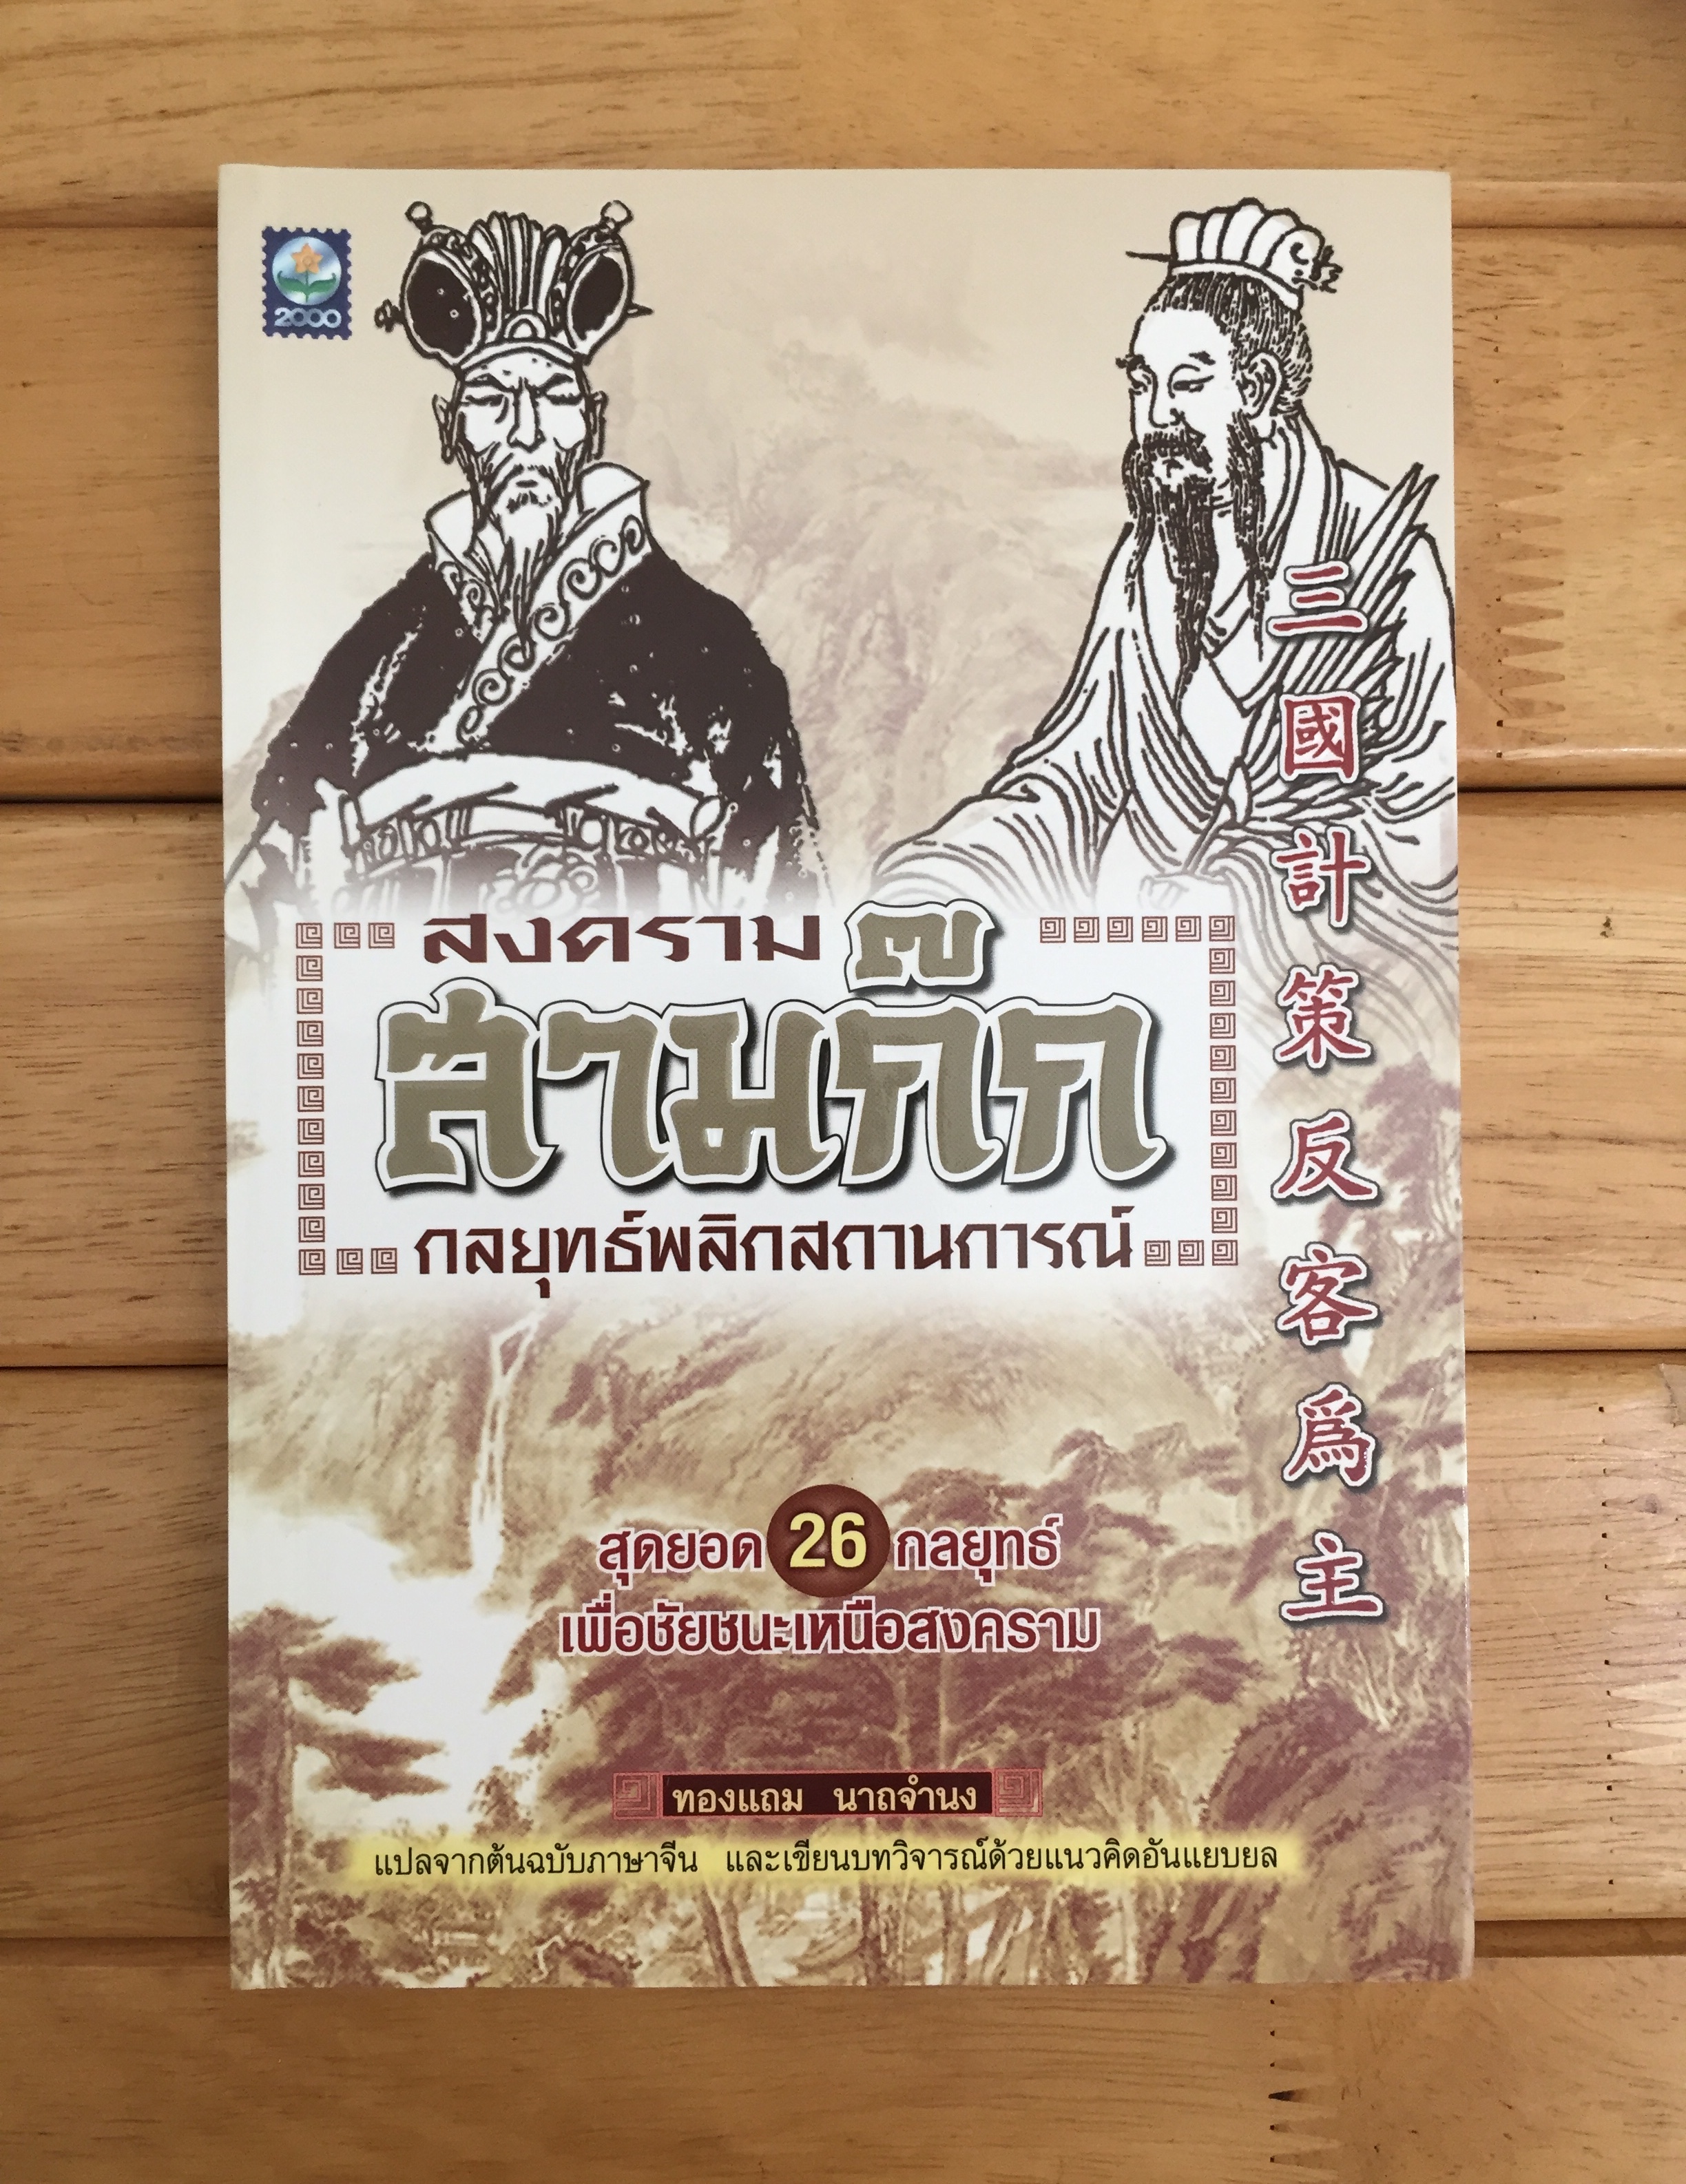 2000
สงคราม
สามก๊ก
กลยุทธ์พลิกสถานการณ์
三國計策反客爲主
สุดยอด 26 กลยุทธ์
เพื่อชัยชนะเหนือสงคราม
ทองแถม นาถจำนง
แปลจากต้นฉบับภาษาจีน และเขียนบทวิจารณ์ด้วยแนวคิดอันแยบยล